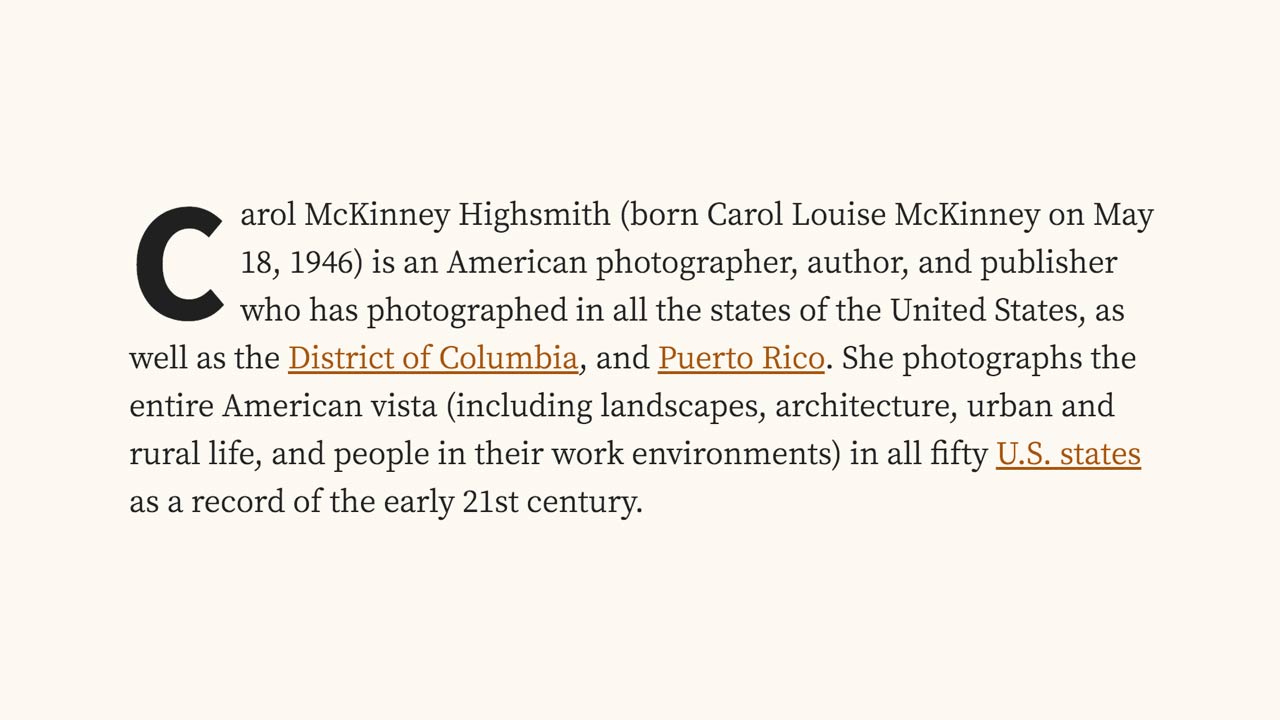 Carol McKinney Highsmith (born Carol Louise McKinney on May
18, 1946) is an American photographer, author, and publisher
who has photographed in all the states of the United States, as
well as the District of Columbia, and Puerto Rico. She photographs the
entire American vista (including landscapes, architecture, urban and
rural life, and people in their work environments) in all fifty U.S. states
as a record of the early 21st century.